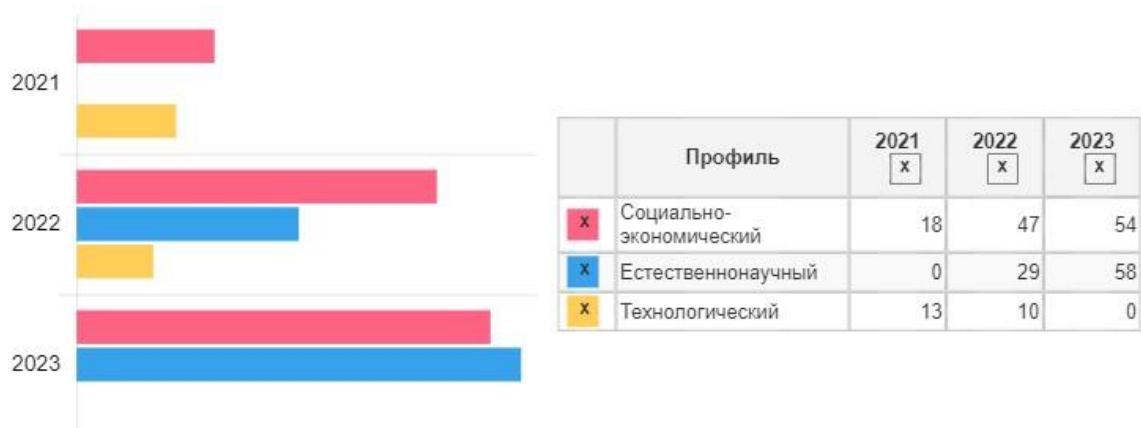 2021
2022
2023
Профиль 2021 2022 2023
X X X
X Социально-
экономический 18 47 54
X Естественнонаучный 0 29 58
X Технологический 13 10 0